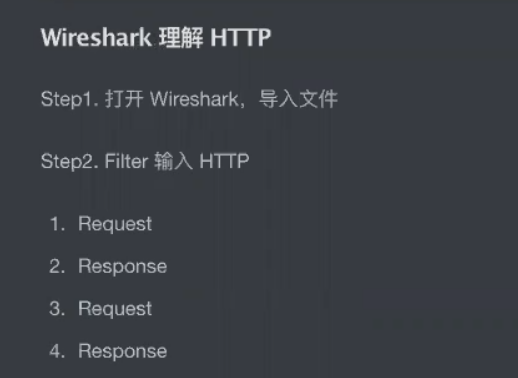 Wireshark 理解 HTTP
Step1. 打开 Wireshark，导入文件
Step2. Filter 输入 HTTP
1. Request
2. Response
3. Request
4. Response